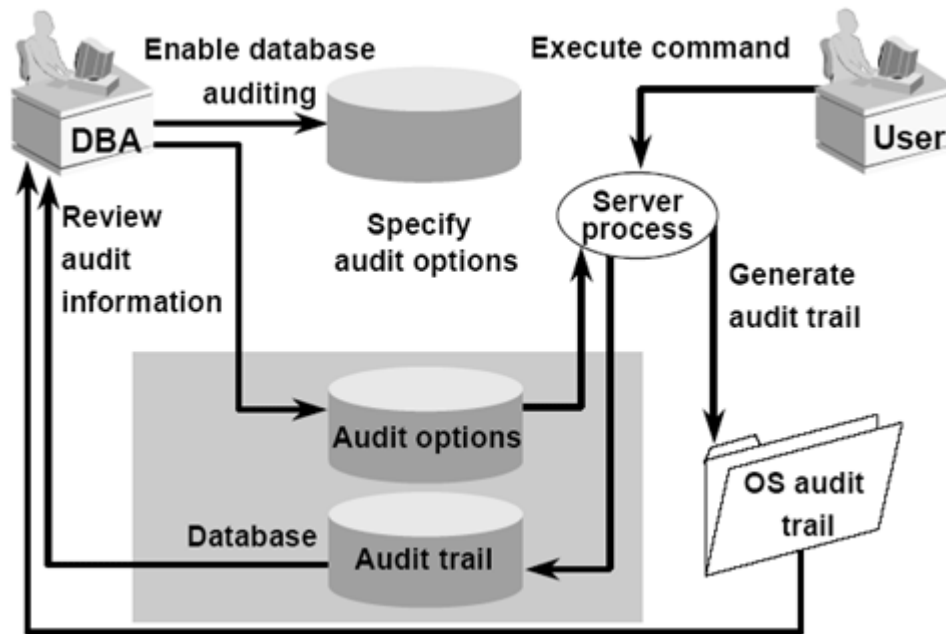 Enable database
auditing
Execute command
DBA
User
Review
audit
information
Specify
audit options
Server
process
Generate
audit trail
Audit options
Database
Audit trail
OS audit
trail